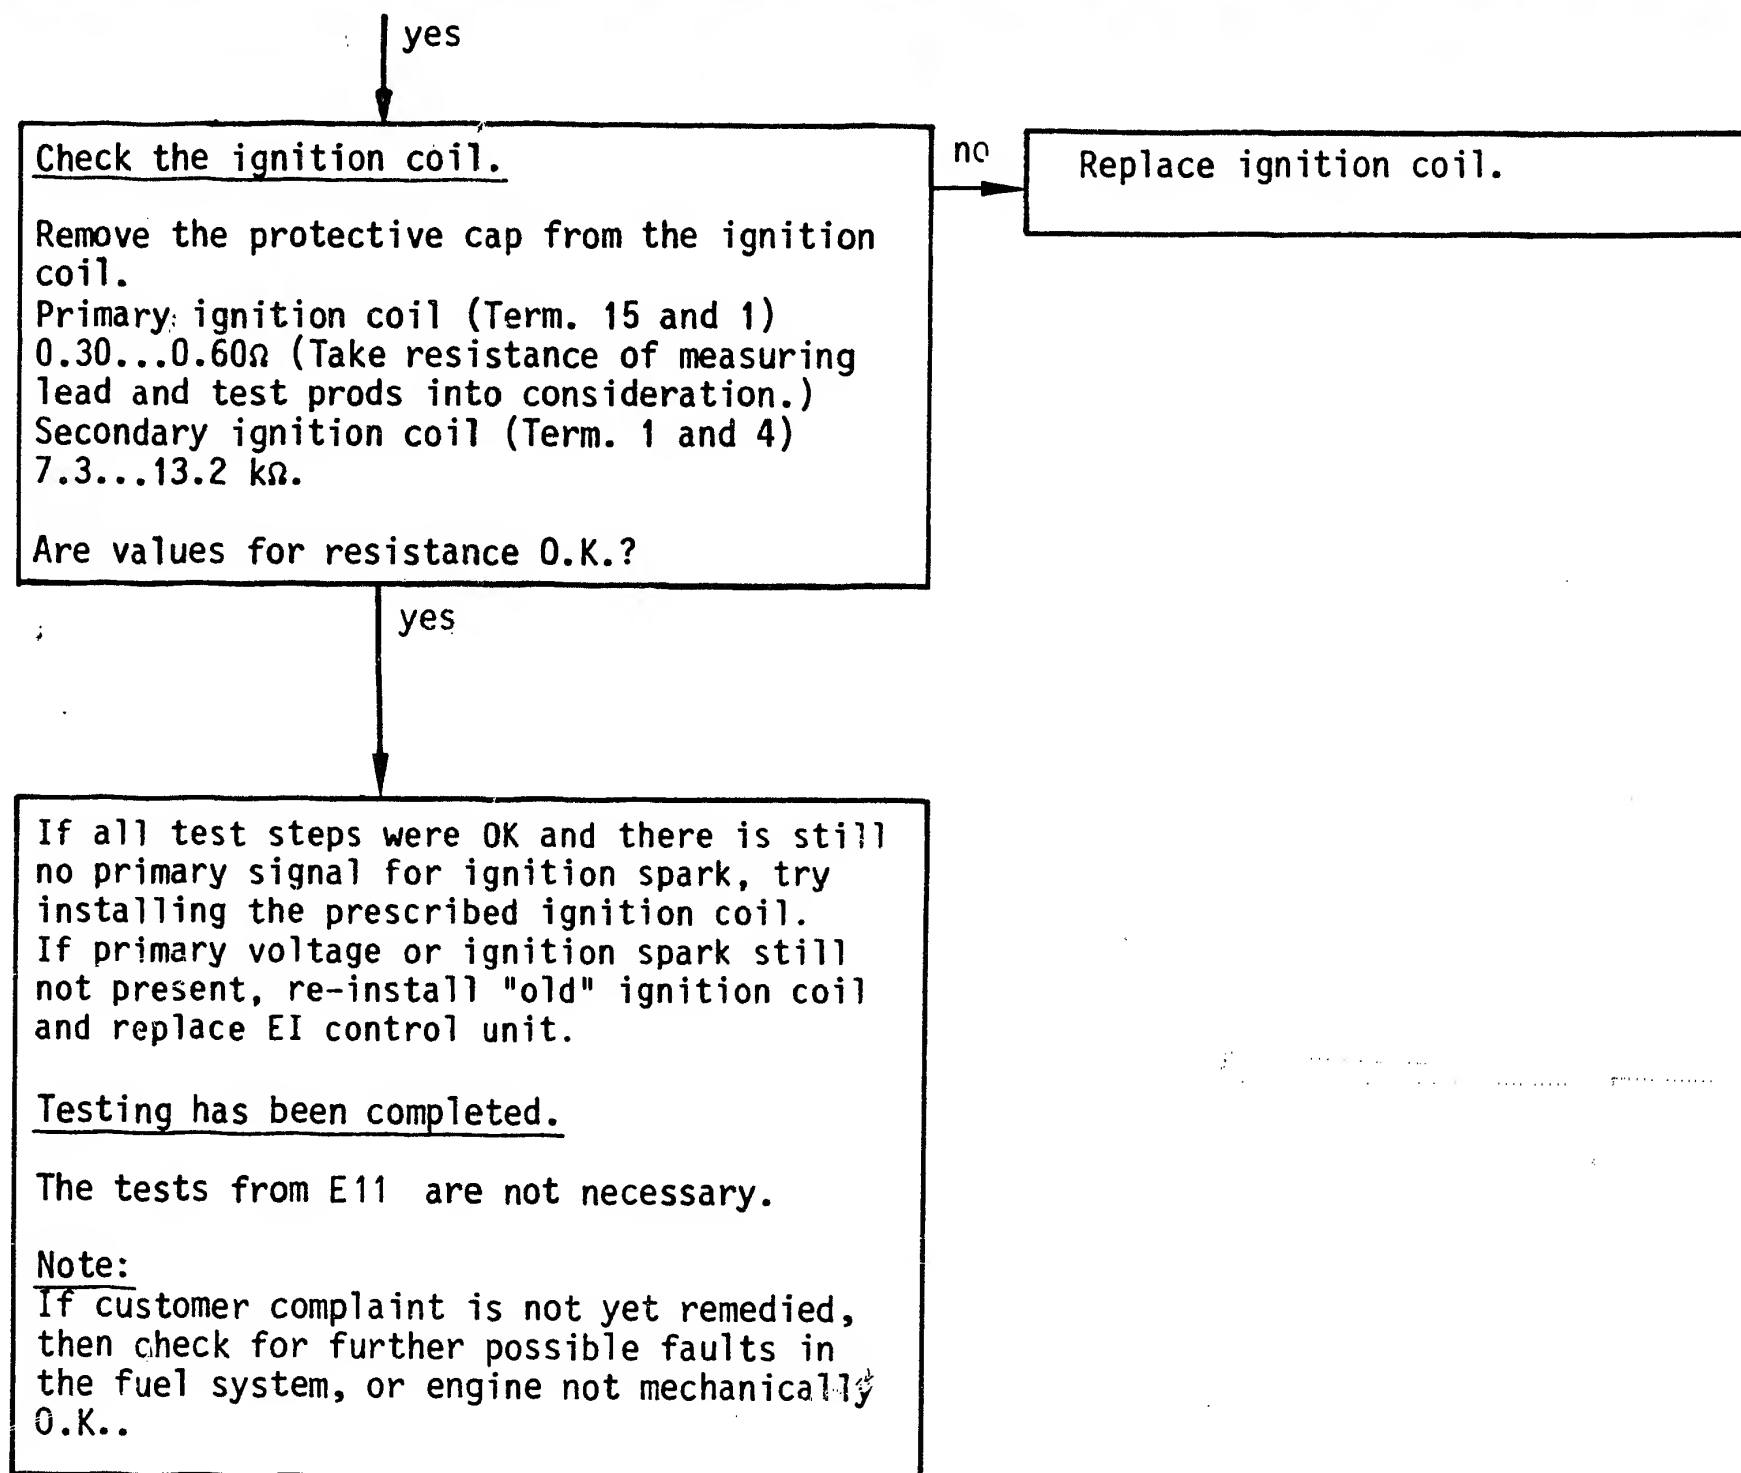 yes
Check the ignition coil.
no
Replace ignition coil.
Remove the protective cap from the ignition
coil.
Primary ignition coil (Term. 15 and 1)
0.30...0.60Ω (Take resistance of measuring
lead and test prods into consideration.)
Secondary ignition coil (Term. 1 and 4)
7.3...13.2 kΩ.
Are values for resistance O.K.?
yes
If all test steps were OK and there is still
no primary signal for ignition spark, try
installing the prescribed ignition coil.
If primary voltage or ignition spark still
not present, re-install "old" ignition coil
and replace EI control unit.
Testing has been completed.
The tests from E11 are not necessary.
Note:
If customer complaint is not yet remedied,
then check for further possible faults in
the fuel system, or engine not mechanically
O.K..